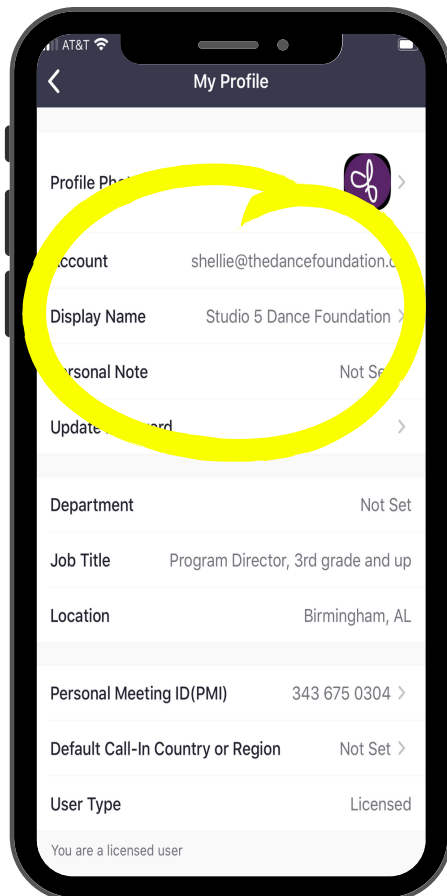 AT&T
My Profile
Profile Pho
Account shellie@thedancefoundation.o
Display Name Studio 5 Dance Foundation
Personal Note Not Se
Update
Department Not Set
Job Title Program Director, 3rd grade and up
Location Birmingham, AL
Personal Meeting ID(PMI) 343 675 0304
Default Call-In Country or Region Not Set
User Type Licensed
You are a licensed user